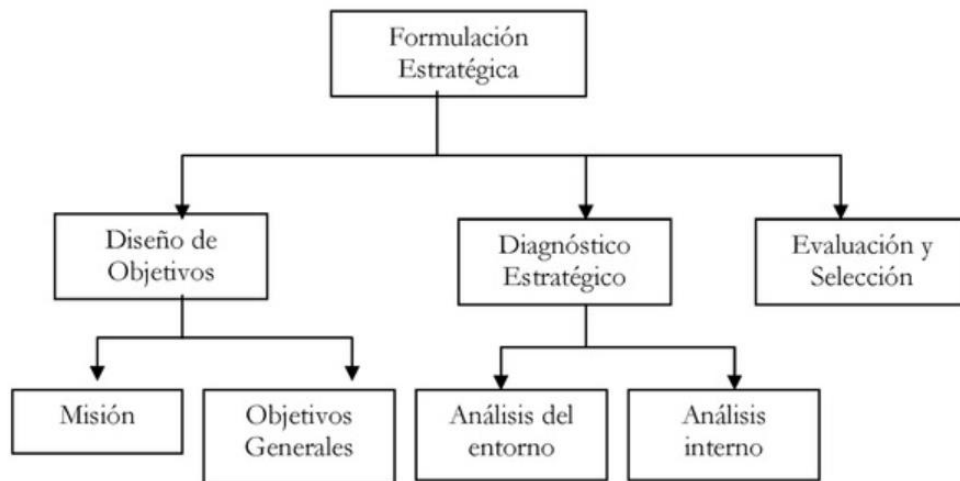 Formulación
Estratégica
Diseño de
Objetivos
Diagnóstico
Estratégico
Evaluación y
Selección
Misión
Objetivos
Generales
Análisis del
entorno
Análisis
interno